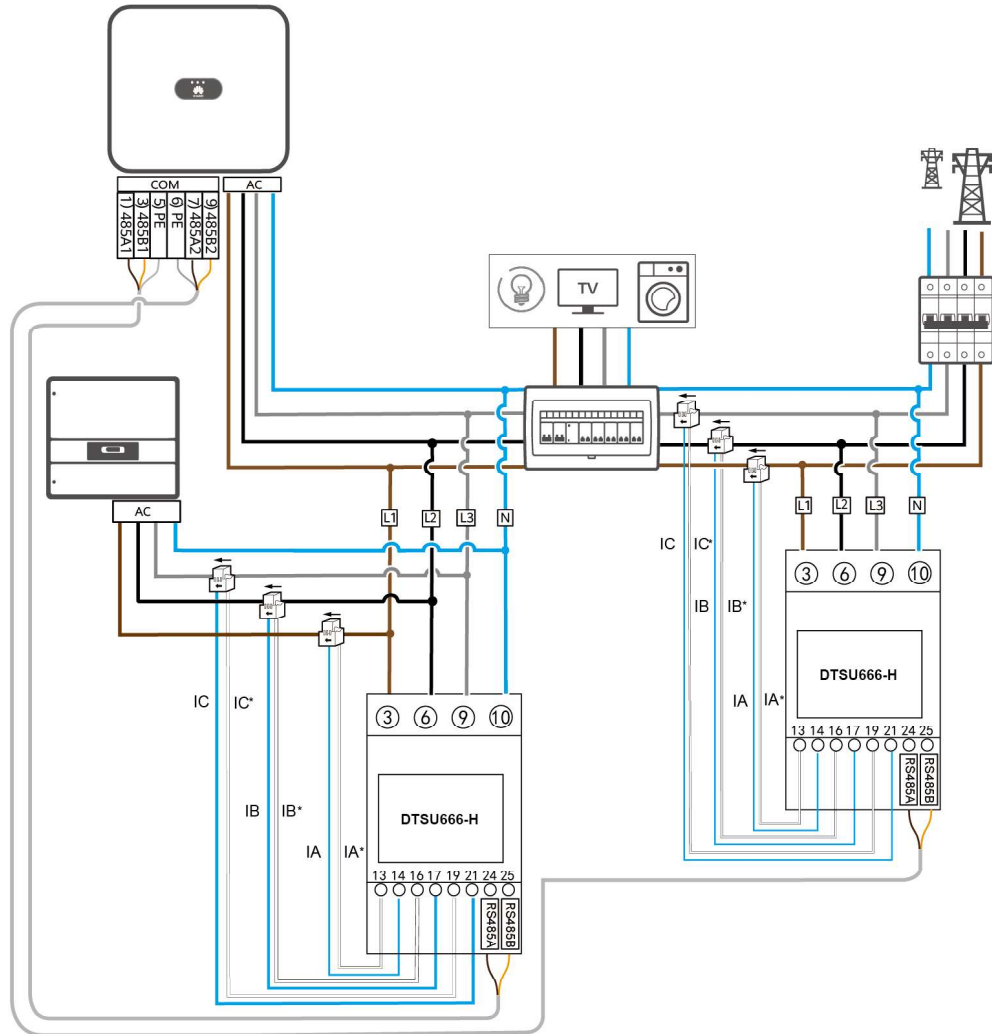 COM
AC
1) 485A1
3) 485B1
5) PE
6) PE
7) 485A2
9) 485B2
TV
AC
L1
L2
L3
N
L1
L2
L3
N
IC
IC*
IB
IB*
IA
IA*
3
6
9
10
DTSU666-H
13 14 16 17 19 21 24 25
RS485A
RS485B
IC
IC*
IB
IB*
IA
IA*
3
6
9
10
DTSU666-H
13 14 16 17 19 21 24 25
RS485A
RS485B